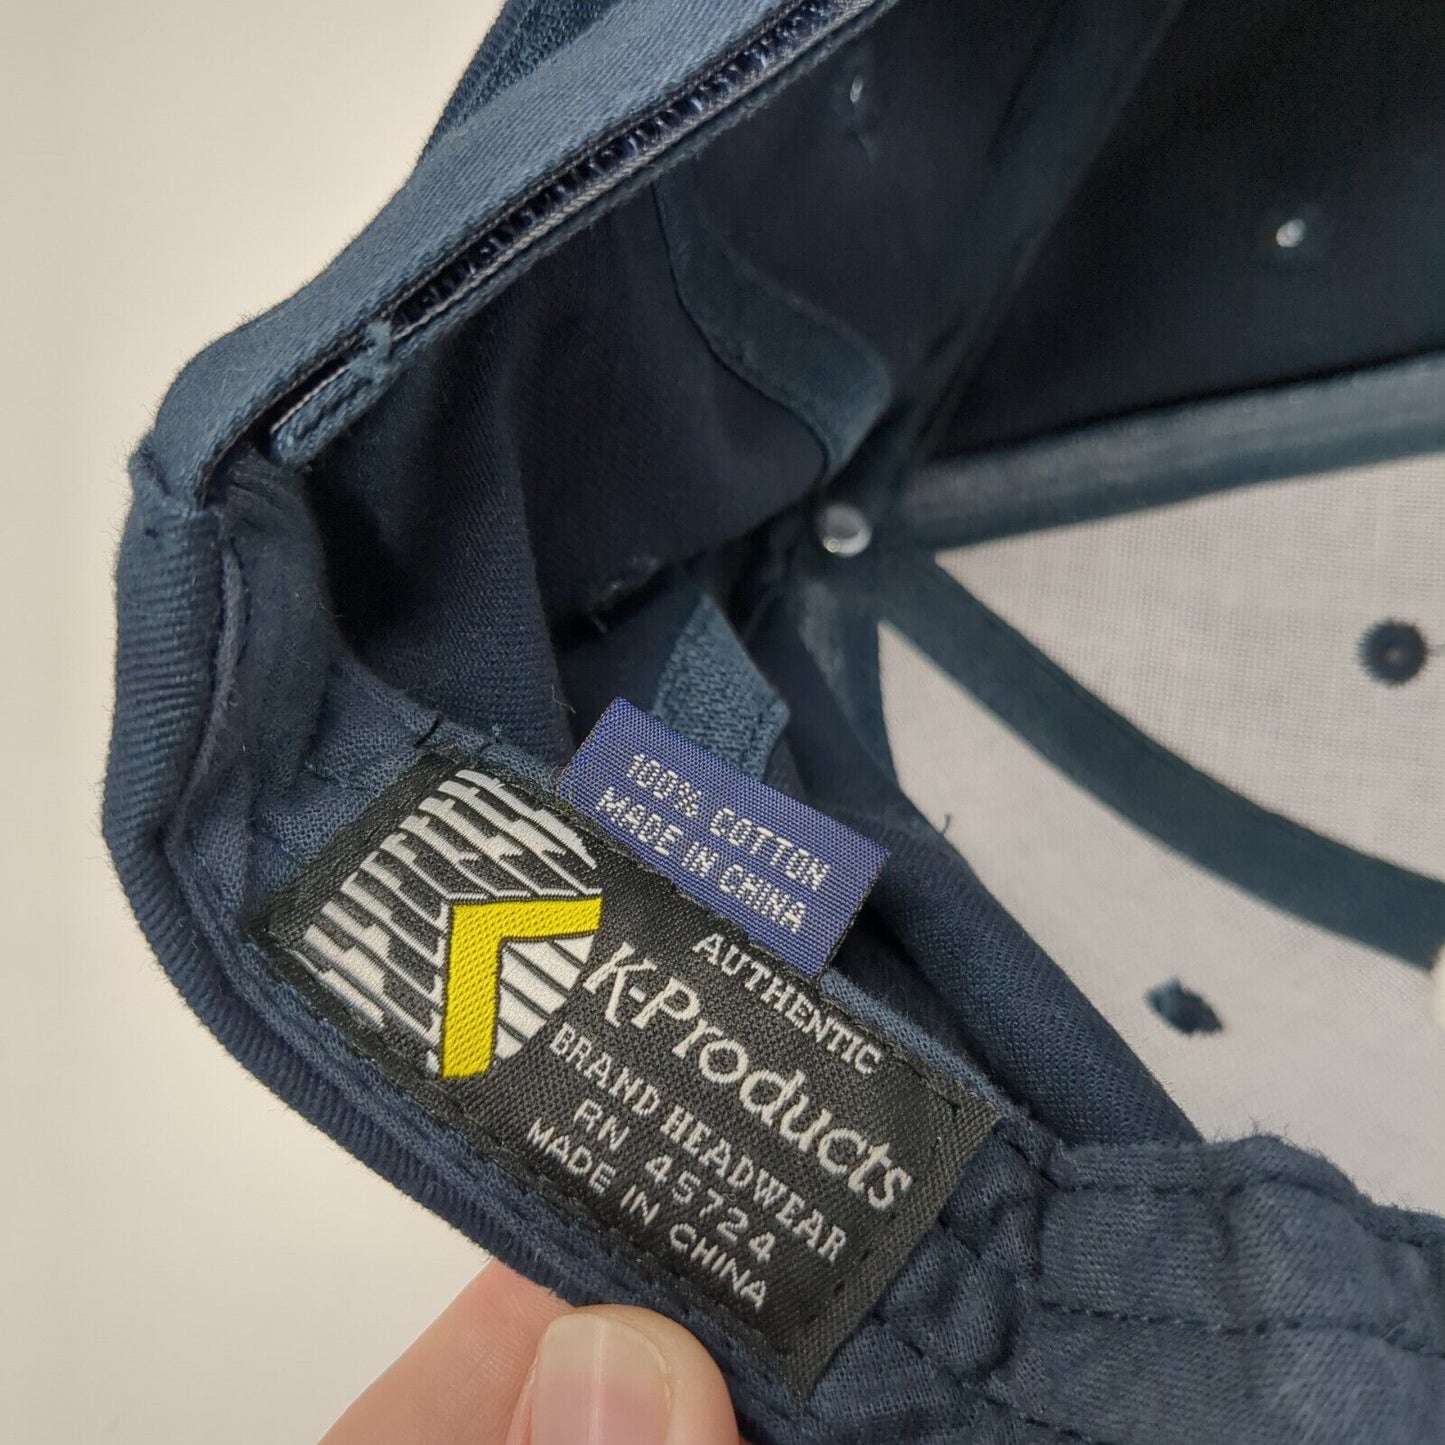 100% COTTON
MADE IN CHINA
AUTHENTIC
K-Products
BRAND HEADWEAR
RN 45724
MADE IN CHINA